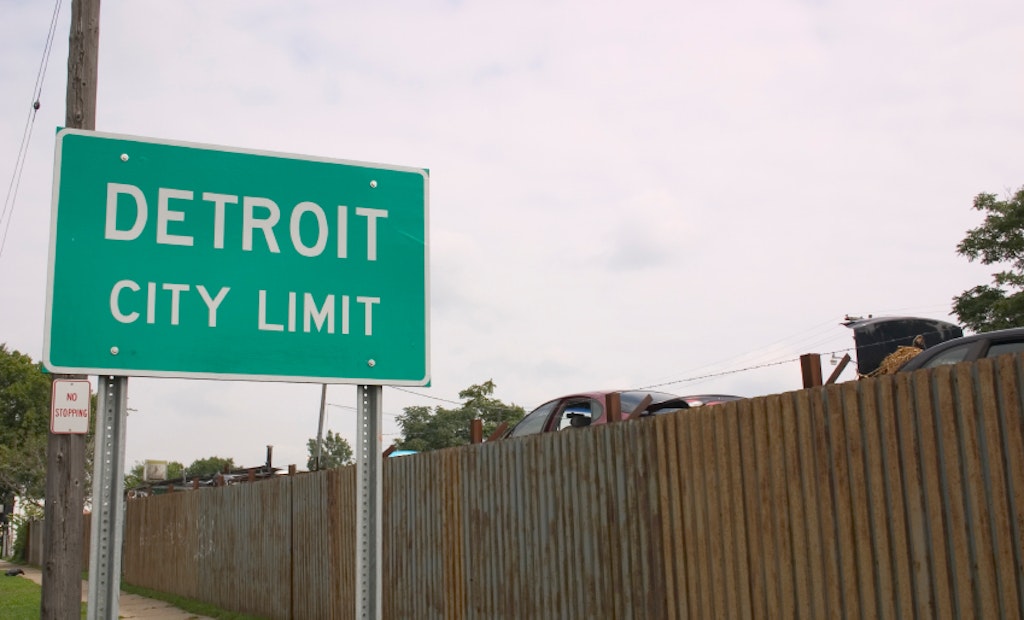 DETROIT
CITY LIMIT
NO
STOPPING